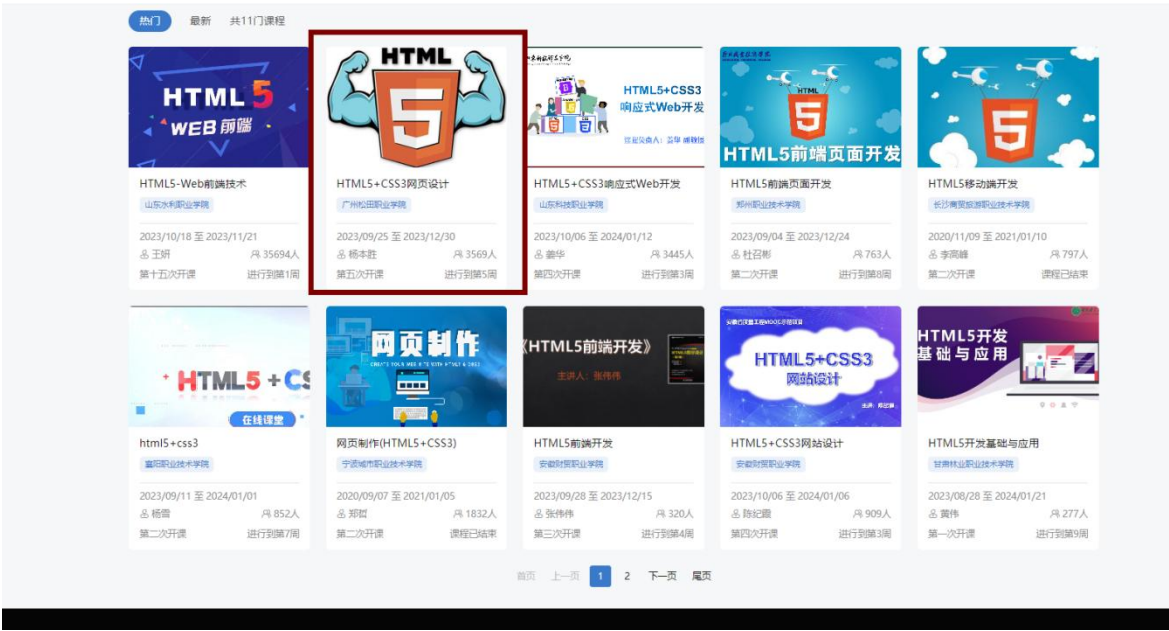 热门 最新 共11门课程
HTML5
WEB前端
HTML5-Web前端技术
山东水利职业学院
2023/10/18 至 2023/11/21
王妍 35694人
第十五次开课 进行到第1周
HTML
5
HTML5+CSS3网页设计
广州松田职业学院
2023/09/25 至 2023/12/30
杨本胜 3569人
第五次开课 进行到第5周
HTML5+CSS3
响应式Web开发
HTML5+CSS3响应式Web开发
山东科技职业学院
2023/10/06 至 2024/01/12
姜华 3445人
第四次开课 进行到第3周
HTML
5
HTML5前端页面开发
HTML5前端页面开发
郑州职业技术学院
2023/09/04 至 2023/12/24
杜召彬 763人
第二次开课 进行到第8周
5
HTML5移动端开发
长沙商贸旅游职业技术学院
2020/11/09 至 2021/01/10
李高峰 797人
第二次开课 课程已结束
HTML5 + CS
在线课堂
html5+css3
富阳职业技术学院
2023/09/11 至 2024/01/01
杨雪 852人
第二次开课 进行到第7周
网页制作
网页制作(HTML5+CSS3)
宁波城市职业技术学院
2020/09/07 至 2021/01/05
郑哲 1832人
第二次开课 课程已结束
《HTML5前端开发》
主讲人：张伟伟
HTML5前端开发
安徽财贸职业学院
2023/09/28 至 2023/12/15
张伟伟 320人
第三次开课 进行到第4周
HTML5+CSS3
网站设计
HTML5+CSS3网站设计
安徽财贸职业学院
2023/10/06 至 2024/01/06
陈纪霞 909人
第四次开课 进行到第3周
HTML5开发
基础与应用
HTML5开发基础与应用
甘肃林业职业技术学院
2023/08/28 至 2024/01/21
黄伟 277人
第一次开课 进行到第9周
首页 上一页 1 2 下一页 尾页